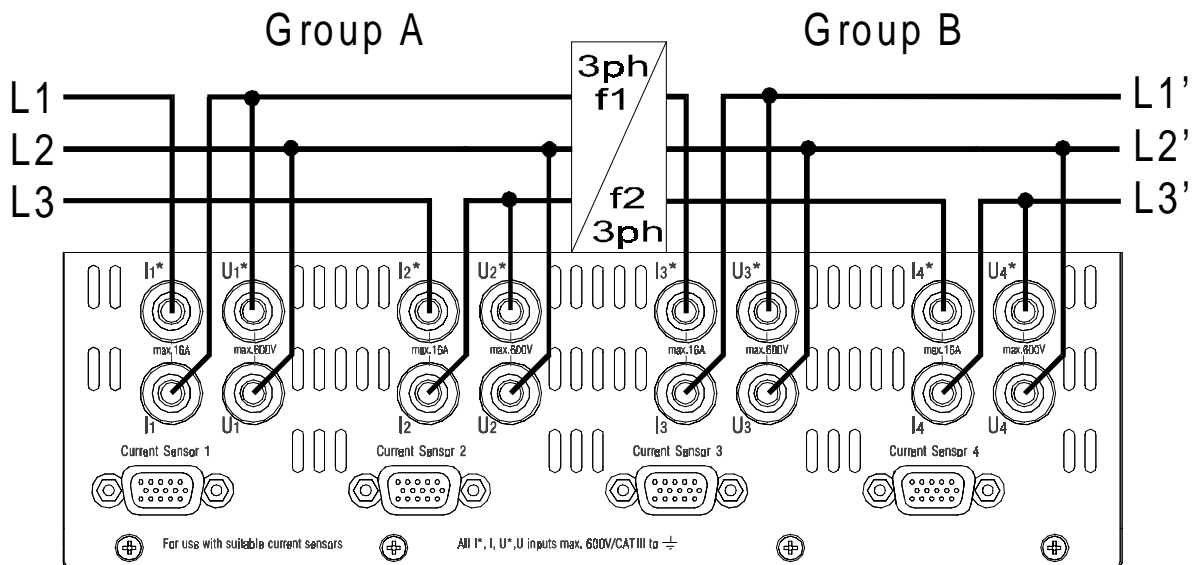 Group A Group B
3ph
f1
L1 L1’
L2 L2’
L3 f2 L3’
3ph
I1* U1* I2* U2* I3* U3* I4* U4*
max.16A max.600V max.16A max.600V max.16A max.600V max.16A max.600V
I1 U1 I2 U2 I3 U3 I4 U4
Current Sensor 1 Current Sensor 2 Current Sensor 3 Current Sensor 4
For use with suitable current sensors All I*, I, U*,U inputs max. 600V/CATIII to ⏚